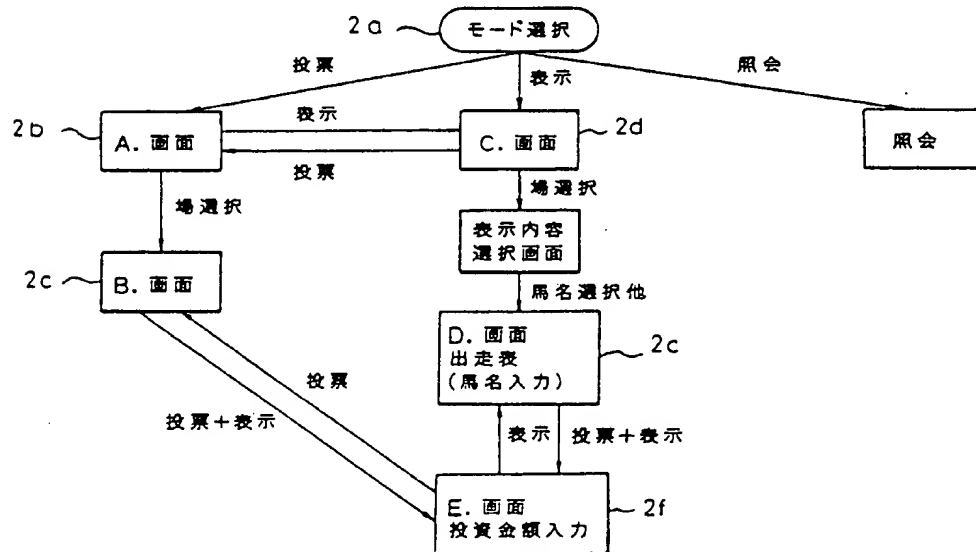 2a
モード選択
投票
表示
照会
2b
A. 画面
表示
投票
C. 画面
2d
照会
場選択
場選択
表示内容
選択画面
2c
B. 画面
馬名選択他
D. 画面
出走表
(馬名入力)
2c
投票
投票+表示
表示
投票+表示
E. 画面
投資金額入力
2f